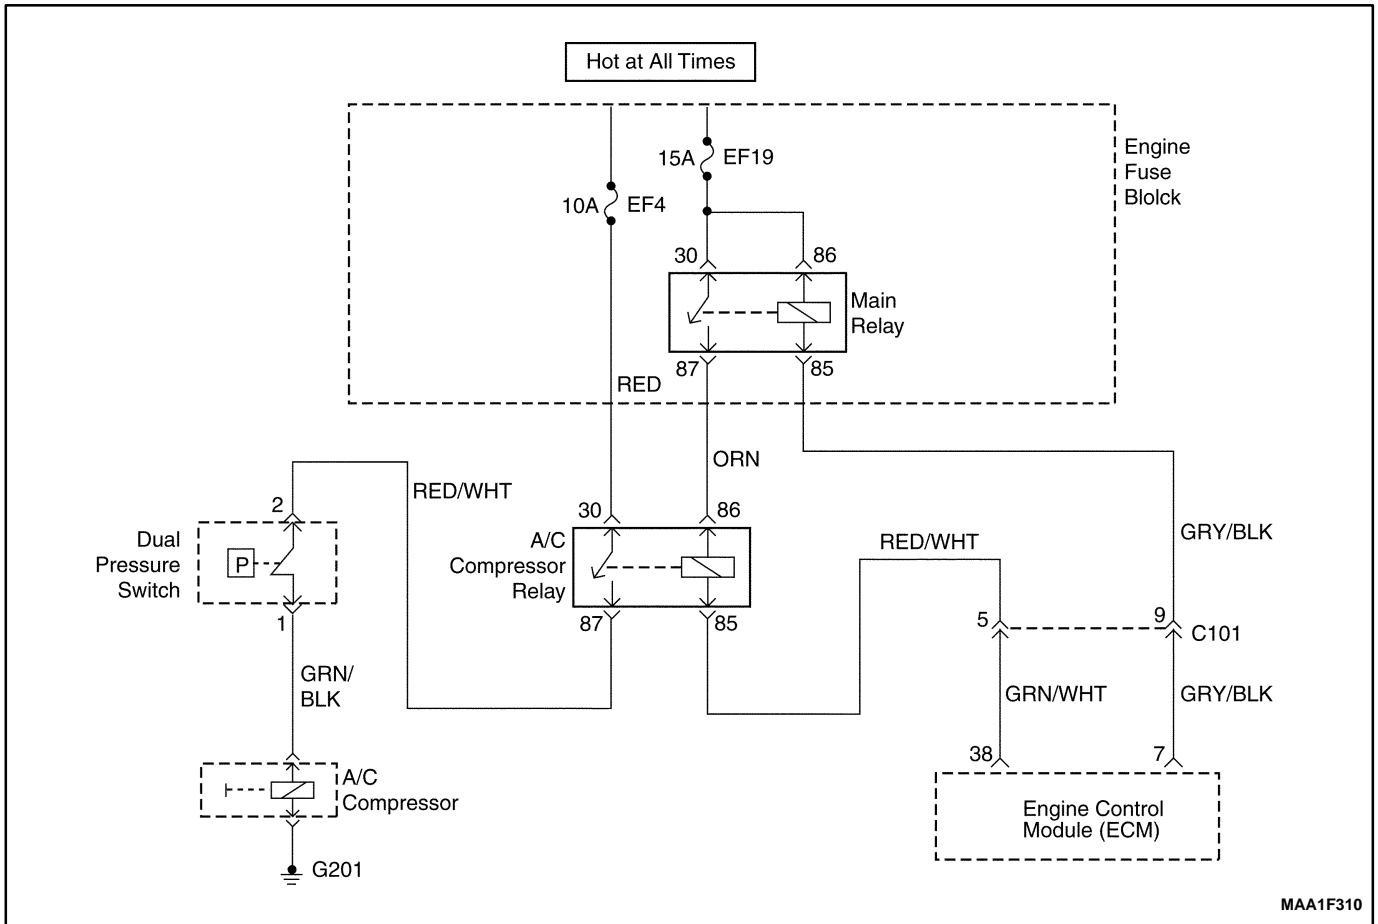 Hot at All Times
15A EF19
Engine
Fuse
Blolck
10A EF4
30 86
Main
Relay
87 85
RED
ORN
RED/WHT
2
30 86
Dual
Pressure
Switch
P
A/C
Compressor
Relay
RED/WHT
GRY/BLK
1
87 85
5 9
C101
GRN/
BLK
GRN/WHT
GRY/BLK
38 7
A/C
Compressor
Engine Control
Module (ECM)
G201
MAA1F310